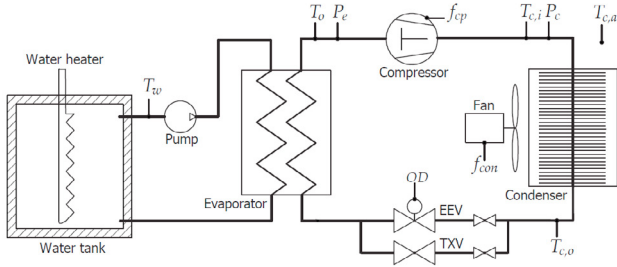 T_o P_e f_cp T_c,i P_c T_c,a
Water heater
Compressor
T_w
Fan
Pump
f_con
OD
Evaporator
EEV
Condenser
TXV
T_c,o
Water tank